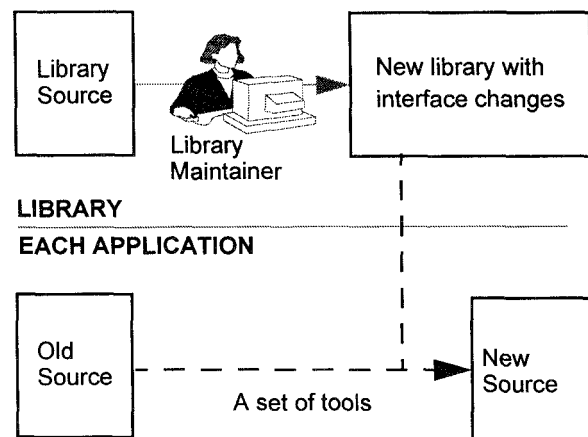 Library
Source
Library
Maintainer
New library with
interface changes
LIBRARY
EACH APPLICATION
Old
Source
A set of tools
New
Source